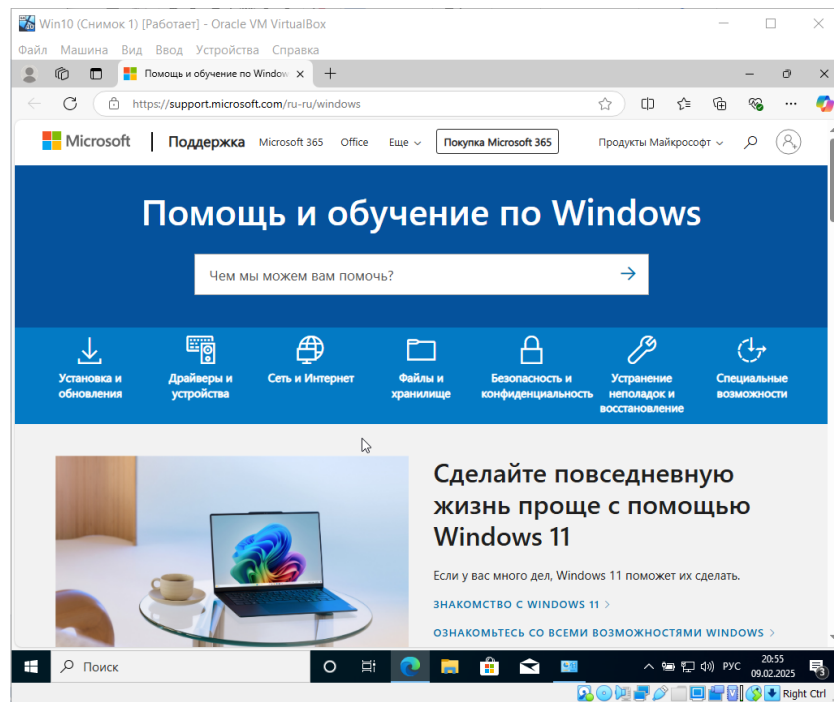 Win10 (Снимок 1) [Работает] - Oracle VM VirtualBox
Файл Машина Вид Ввод Устройства Справка
Помощь и обучение по Window
https://support.microsoft.com/ru-ru/windows
Microsoft Поддержка Microsoft 365 Office Еще Покупка Microsoft 365 Продукты Майкрософт
Помощь и обучение по Windows
Чем мы можем вам помочь?
Установка и обновления
Драйверы и устройства
Сеть и Интернет
Файлы и хранилище
Безопасность и конфиденциальность
Устранение неполадок и восстановление
Специальные возможности
Сделайте повседневную
жизнь проще с помощью
Windows 11
Если у вас много дел, Windows 11 поможет их сделать.
ЗНАКОМСТВО С WINDOWS 11
ОЗНАКОМЬТЕСЬ СО ВСЕМИ ВОЗМОЖНОСТЯМИ WINDOWS
Поиск
РУС
20:55
09.02.2025
3
Right Ctrl